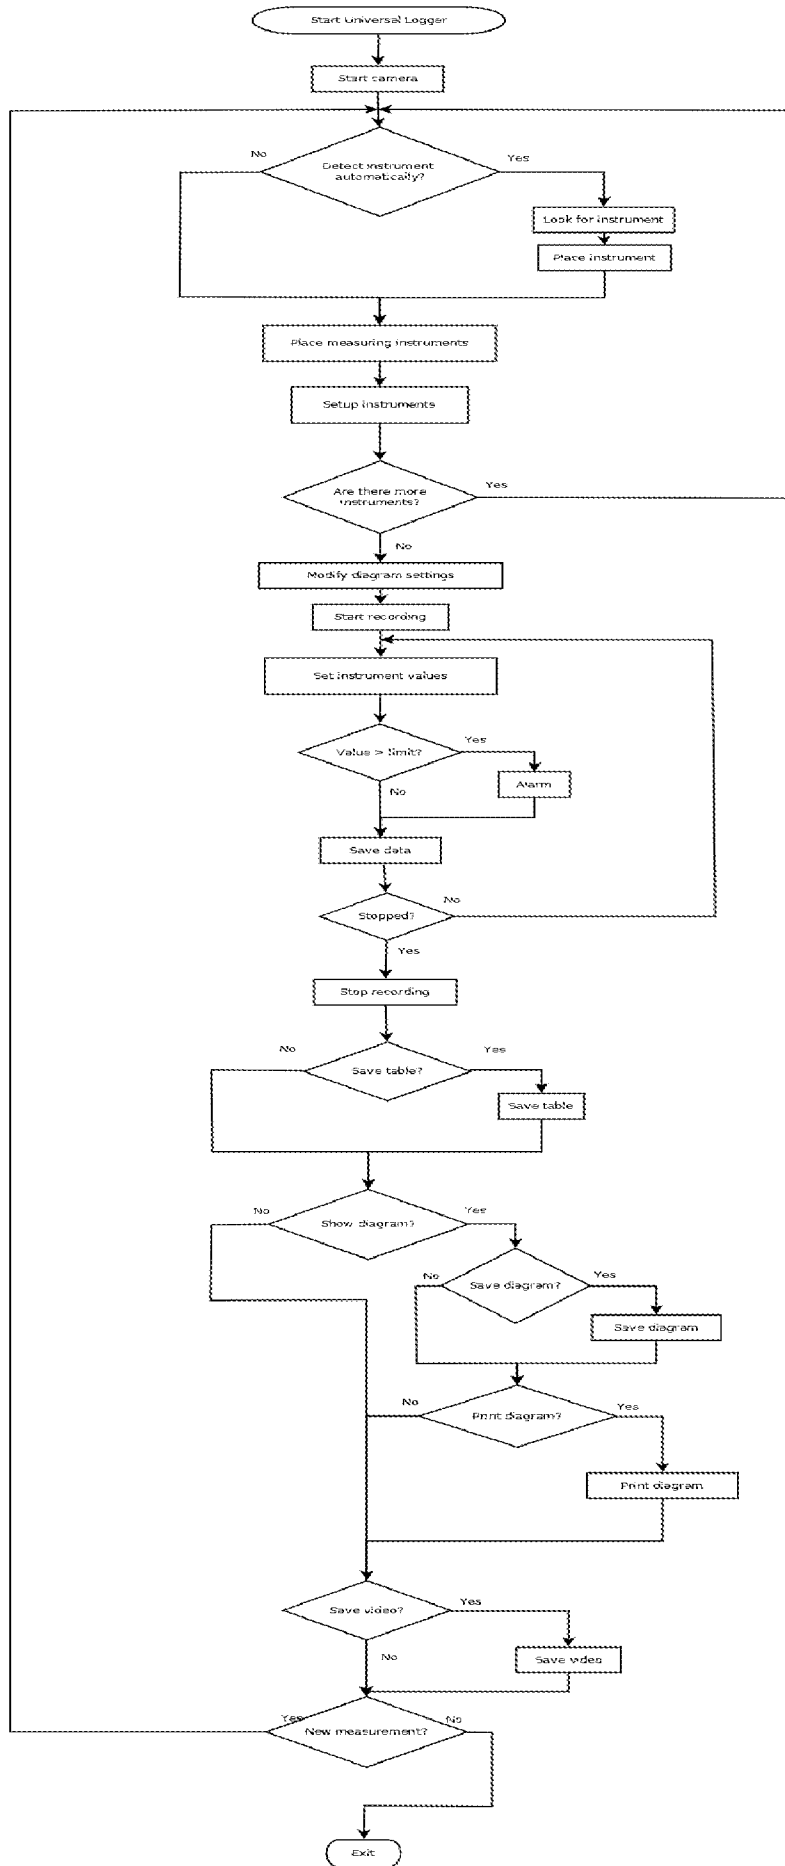 Start Universal Logger
Start camera
No
Yes
Detect instrument
automatically?
Look for instrument
Place instrument
Place measuring instruments
Setup instruments
Yes
Are there more
instruments?
No
Modify diagram settings
Start recording
Set instrument values
Yes
Value > limit?
Alarm
No
Save data
No
Stopped?
Yes
Stop recording
No
Yes
Save table?
Save table
No
Yes
Show diagram?
No
Yes
Save diagram?
Save diagram
No
Yes
Print diagram?
Print diagram
Yes
Save video?
No
Save video
Yes
No
New measurement?
Exit